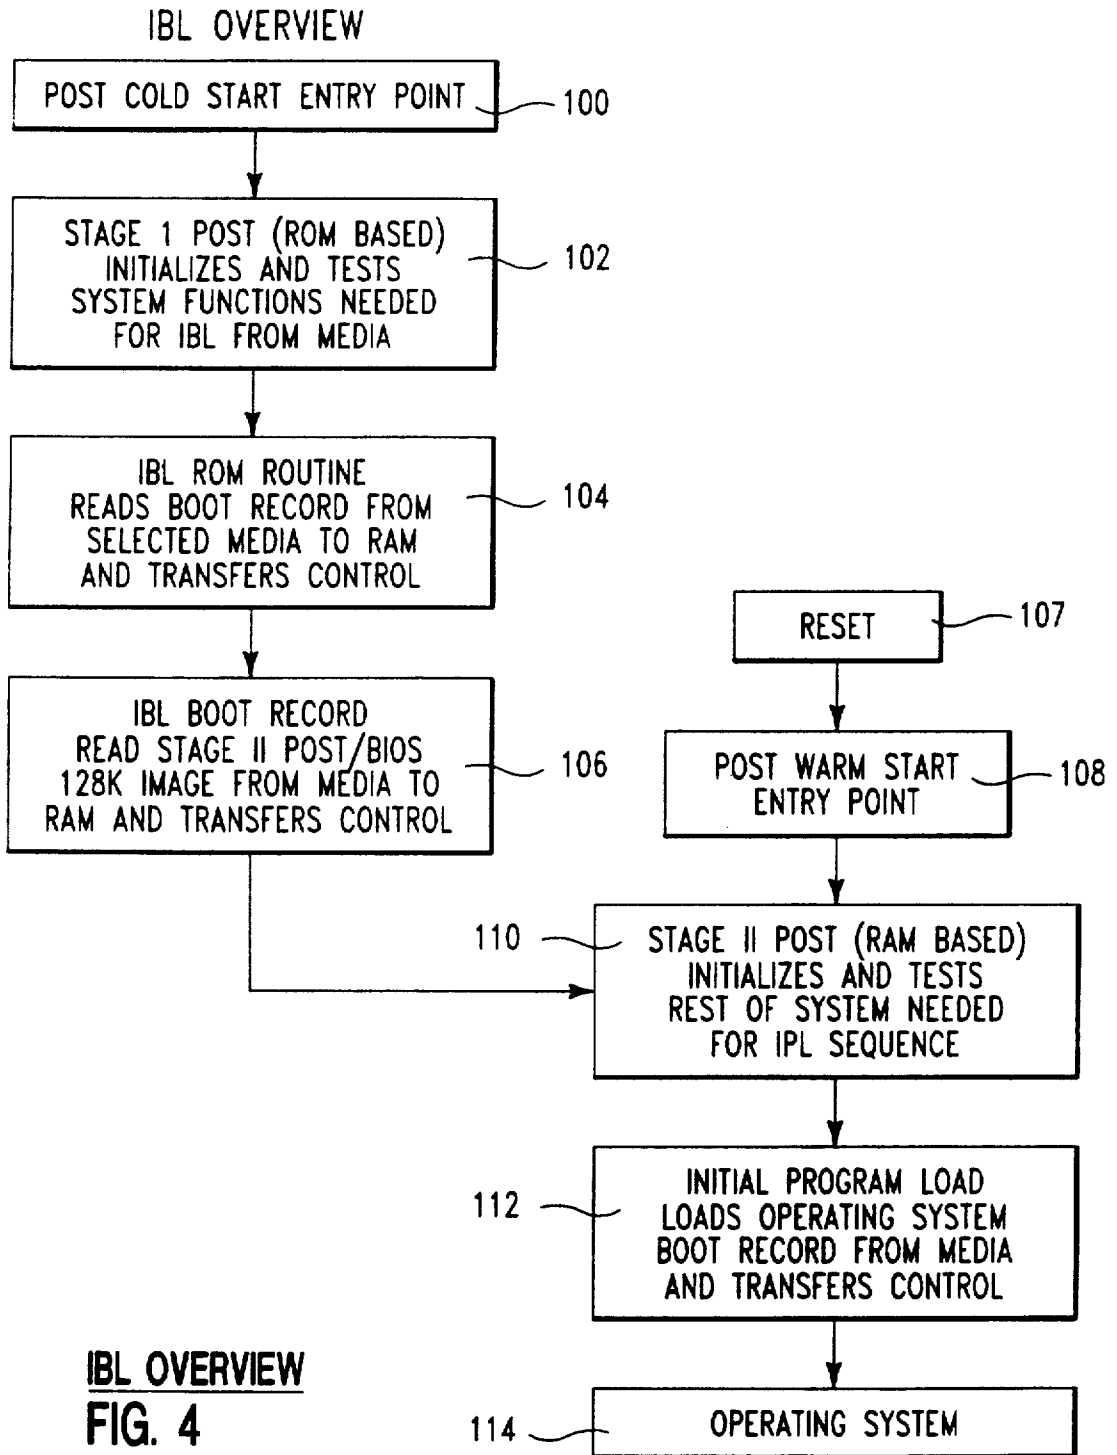 IBL OVERVIEW
POST COLD START ENTRY POINT
100
STAGE 1 POST (ROM BASED)
INITIALIZES AND TESTS
SYSTEM FUNCTIONS NEEDED
FOR IBL FROM MEDIA
102
IBL ROM ROUTINE
READS BOOT RECORD FROM
SELECTED MEDIA TO RAM
AND TRANSFERS CONTROL
104
IBL BOOT RECORD
READ STAGE II POST/BIOS
128K IMAGE FROM MEDIA TO
RAM AND TRANSFERS CONTROL
106
RESET
107
POST WARM START
ENTRY POINT
108
110
STAGE II POST (RAM BASED)
INITIALIZES AND TESTS
REST OF SYSTEM NEEDED
FOR IPL SEQUENCE
112
INITIAL PROGRAM LOAD
LOADS OPERATING SYSTEM
BOOT RECORD FROM MEDIA
AND TRANSFERS CONTROL
114
OPERATING SYSTEM
IBL OVERVIEW
FIG. 4